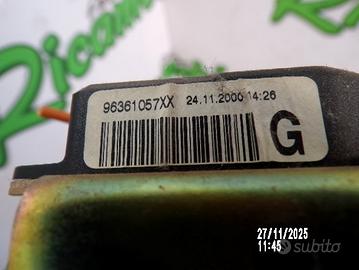 Ricam
96361057XX 24.11.2000 14:26
G
27/11/2025
11:45
subito